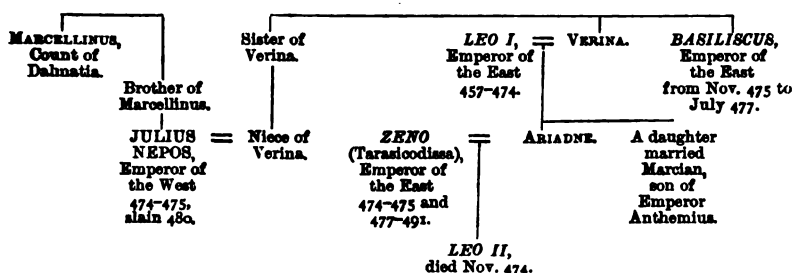 MARCELLINUS,
Count of
Dalmatia.
Brother of
Marcellinus.
Sister of
Verina.
LEO I,
Emperor of
the East
457–474.
=
VERINA.
BASILISCUS,
Emperor of
the East
from Nov. 475 to
July 477.
JULIUS
NEPOS,
Emperor of
the West
474–475,
slain 480.
=
Niece of
Verina.
ZENO
(Tarasicodissa),
Emperor of
the East
474–475 and
477–491.
=
ARIADNE.
A daughter
married
Marcian,
son of
Emperor
Anthemius.
LEO II,
died Nov. 474.